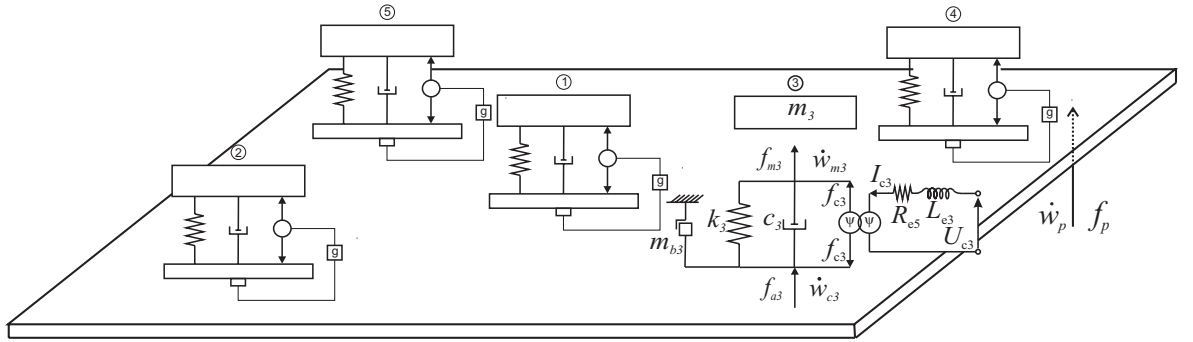 ⑤
④
①
③
②
g
g
g
g
m3
fm3
ẇm3
k3
c3
fc3
fc3
ψ
ψ
Ic3
Re5
Le3
Uc3
mb3
fa3
ẇc3
ẇp
fp